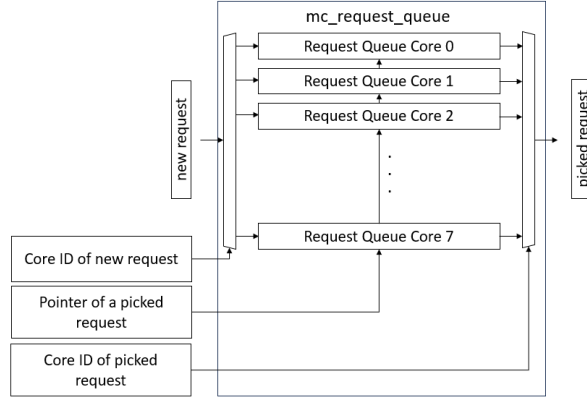 mc_request_queue
Request Queue Core 0
Request Queue Core 1
Request Queue Core 2
new request
picked request
Request Queue Core 7
Core ID of new request
Pointer of a picked
request
Core ID of picked
request